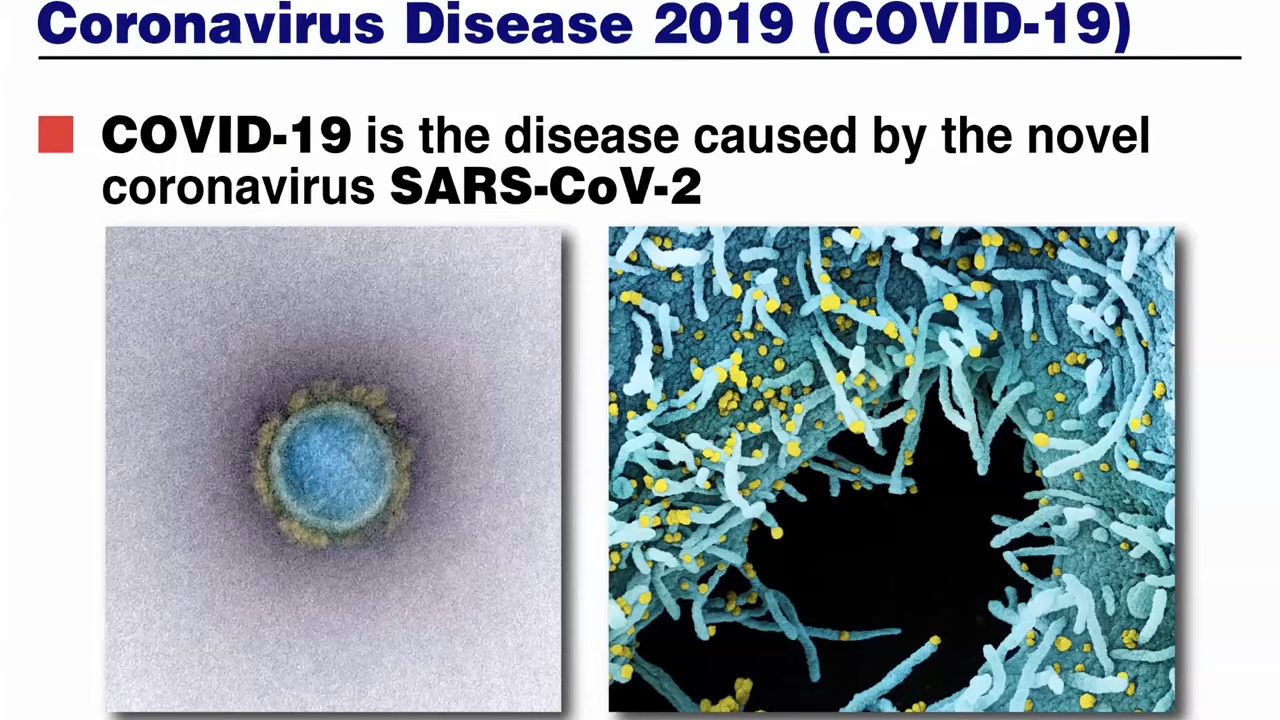 Coronavirus Disease 2019 (COVID-19)
COVID-19 is the disease caused by the novel
coronavirus SARS-CoV-2